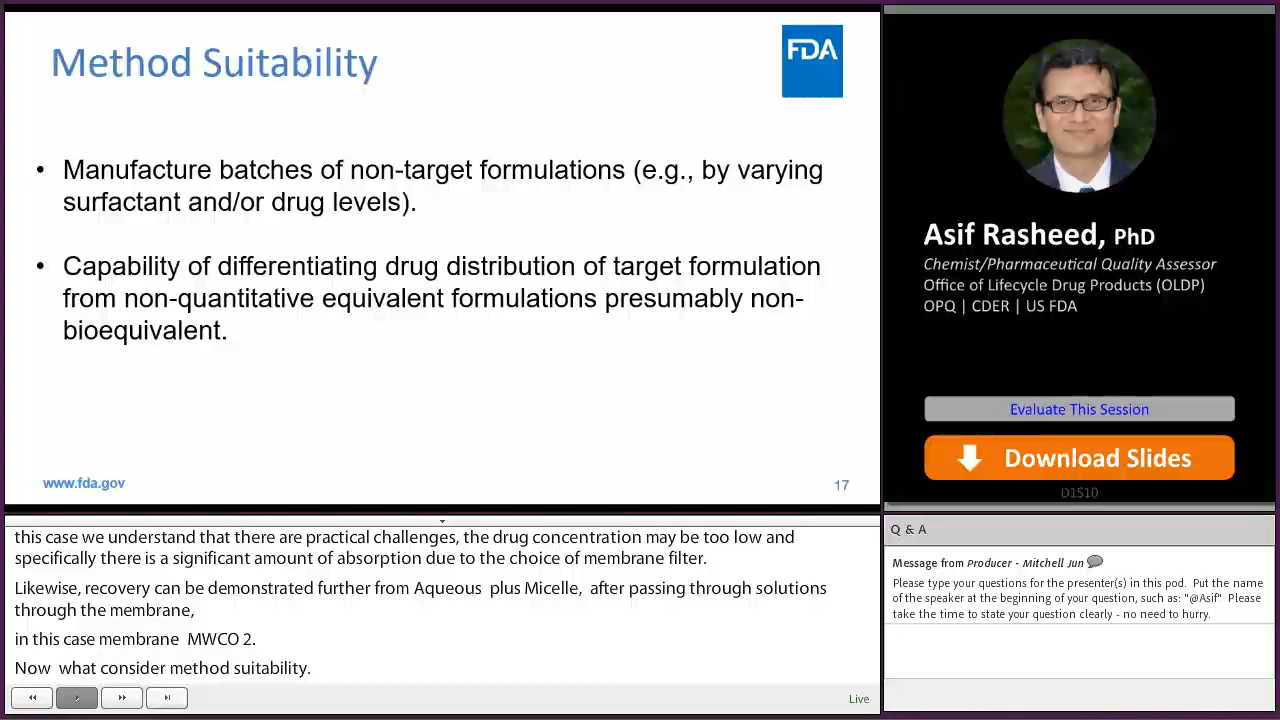 Method Suitability
FDA
• Manufacture batches of non-target formulations (e.g., by varying
surfactant and/or drug levels).
• Capability of differentiating drug distribution of target formulation
from non-quantitative equivalent formulations presumably non-
bioequivalent.
www.fda.gov
17
Asif Rasheed, PhD
Chemist/Pharmaceutical Quality Assessor
Office of Lifecycle Drug Products (OLDP)
OPQ | CDER | US FDA
Evaluate This Session
Download Slides
D1S10
this case we understand that there are practical challenges, the drug concentration may be too low and
specifically there is a significant amount of absorption due to the choice of membrane filter.
Likewise, recovery can be demonstrated further from Aqueous plus Micelle, after passing through solutions
through the membrane,
in this case membrane MWCO 2.
Now what consider method suitability.
Live
Q & A
Message from Producer - Mitchell Jun
Please type your questions for the presenter(s) in this pod. Put the name
of the speaker at the beginning of your question, such as: "@Asif" Please
take the time to state your question clearly - no need to hurry.